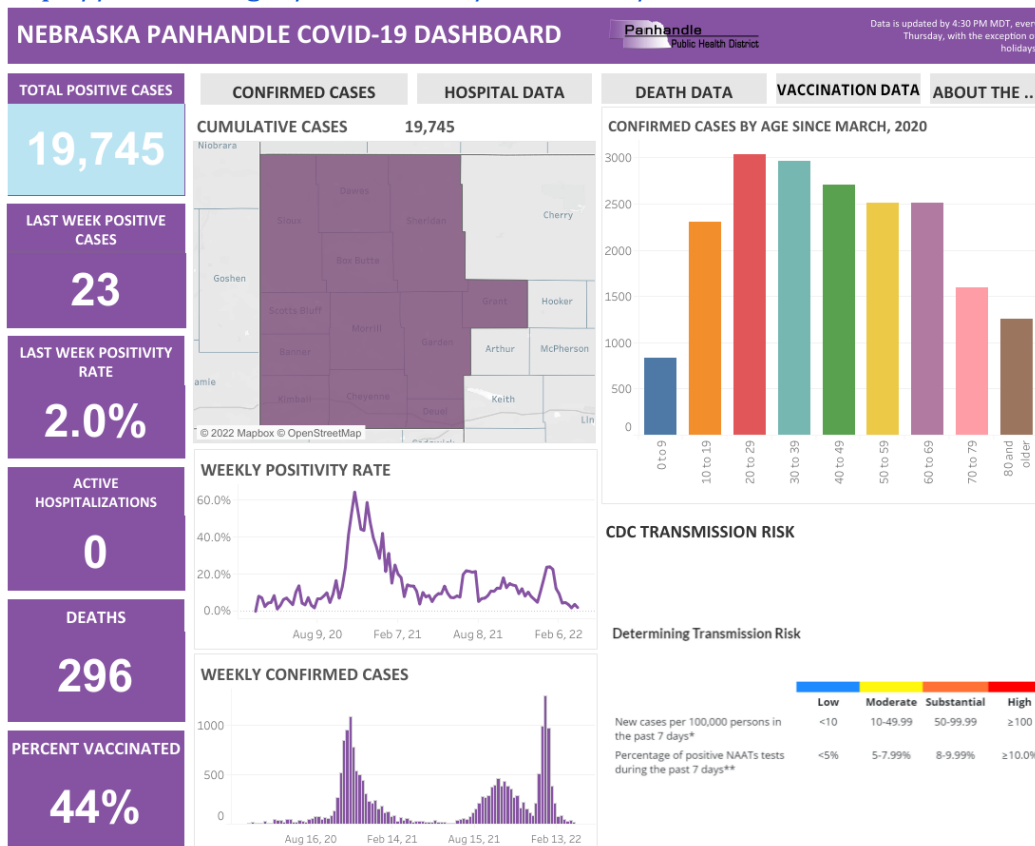 NEBRASKA PANHANDLE COVID-19 DASHBOARD
Panhandle
Public Health District
Data is updated by 4:30 PM MDT, ever
Thursday, with the exception o
holidays
TOTAL POSITIVE CASES
19,745
LAST WEEK POSITIVE
CASES
23
LAST WEEK POSITIVITY
RATE
2.0%
ACTIVE
HOSPITALIZATIONS
0
DEATHS
296
PERCENT VACCINATED
44%
CONFIRMED CASES
HOSPITAL DATA
DEATH DATA
VACCINATION DATA
ABOUT THE ..
CUMULATIVE CASES 19,745
Niobrara
Dawes
Sioux
Sheridan
Cherry
Box Butte
Goshen
Scotts Bluff
Grant
Hooker
Morrill
Garden
Banner
Arthur
McPherson
amie
Kimball
Cheyenne
Keith
Deuel
Lin
© 2022 Mapbox © OpenStreetMap
WEEKLY POSITIVITY RATE
60.0%
40.0%
20.0%
0.0%
Aug 9, 20
Feb 7, 21
Aug 8, 21
Feb 6, 22
WEEKLY CONFIRMED CASES
1000
500
0
Aug 16, 20
Feb 14, 21
Aug 15, 21
Feb 13, 22
CONFIRMED CASES BY AGE SINCE MARCH, 2020
3000
2500
2000
1500
1000
500
0
0 to 9
10 to 19
20 to 29
30 to 39
40 to 49
50 to 59
60 to 69
70 to 79
80 and
older
CDC TRANSMISSION RISK
Determining Transmission Risk
Low Moderate Substantial High
New cases per 100,000 persons in <10 10-49.99 50-99.99 ≥100
the past 7 days*
Percentage of positive NAATs tests <5% 5-7.99% 8-9.99% ≥10.0%
during the past 7 days**